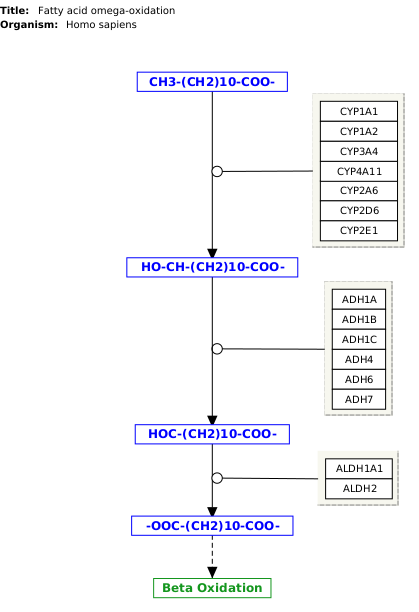 Title: Fatty acid omega-oxidation
Organism: Homo sapiens
CH3-(CH2)10-COO-
CYP1A1
CYP1A2
CYP3A4
CYP4A11
CYP2A6
CYP2D6
CYP2E1
HO-CH-(CH2)10-COO-
ADH1A
ADH1B
ADH1C
ADH4
ADH6
ADH7
HOC-(CH2)10-COO-
ALDH1A1
ALDH2
-OOC-(CH2)10-COO-
Beta Oxidation